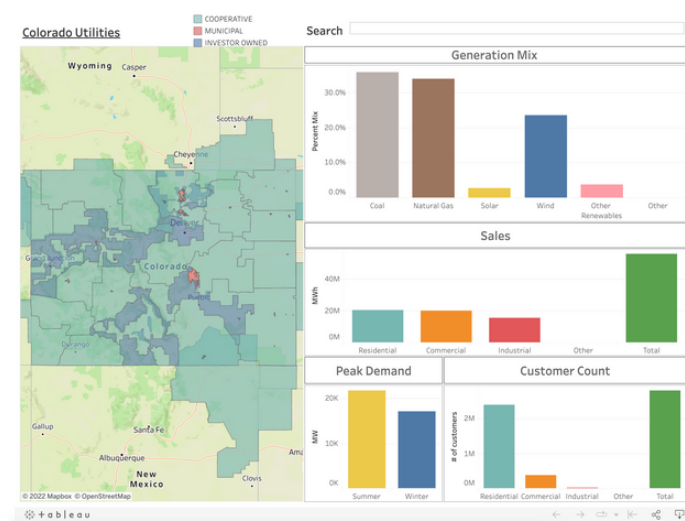 Colorado Utilities
COOPERATIVE
MUNICIPAL
INVESTOR OWNED
Search
Wyoming Casper
Scottsbluff
Cheyenne
Denver
Grand Junction
Colorado
Pueblo
Durango
Gallup
Santa Fe
Albuquerque
New
Mexico
Clovis
Ama
© 2022 Mapbox © OpenStreetMap
Generation Mix
Percent Mix
30.0%
20.0%
10.0%
0.0%
Coal Natural Gas Solar Wind Other Renewables Other
Sales
MWh
40M
20M
0M
Residential Commercial Industrial Other Total
Peak Demand
MW
20K
10K
0K
Summer Winter
Customer Count
# of customers
2M
1M
0M
Residential Commercial Industrial Other Total
+ableau